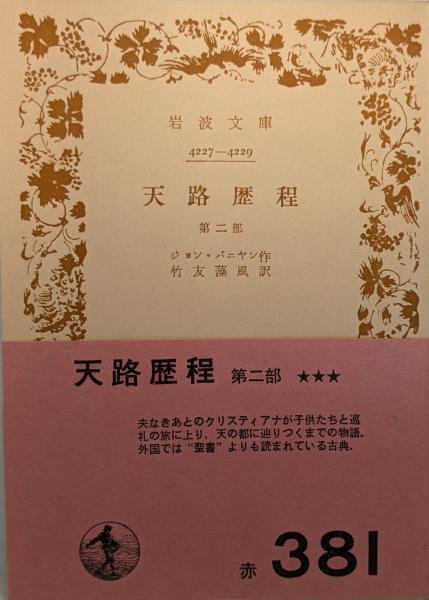 岩波文庫
4227—4229
天路歴程
第二部
ジョン・バニヤン作
竹友藻風訳
天路歴程 第二部 ★★★
夫なきあとのクリスティアナが子供たちと巡
礼の旅に上り，天の都に辿りつくまでの物語．
外国では“聖書”よりも読まれている古典．
赤 381